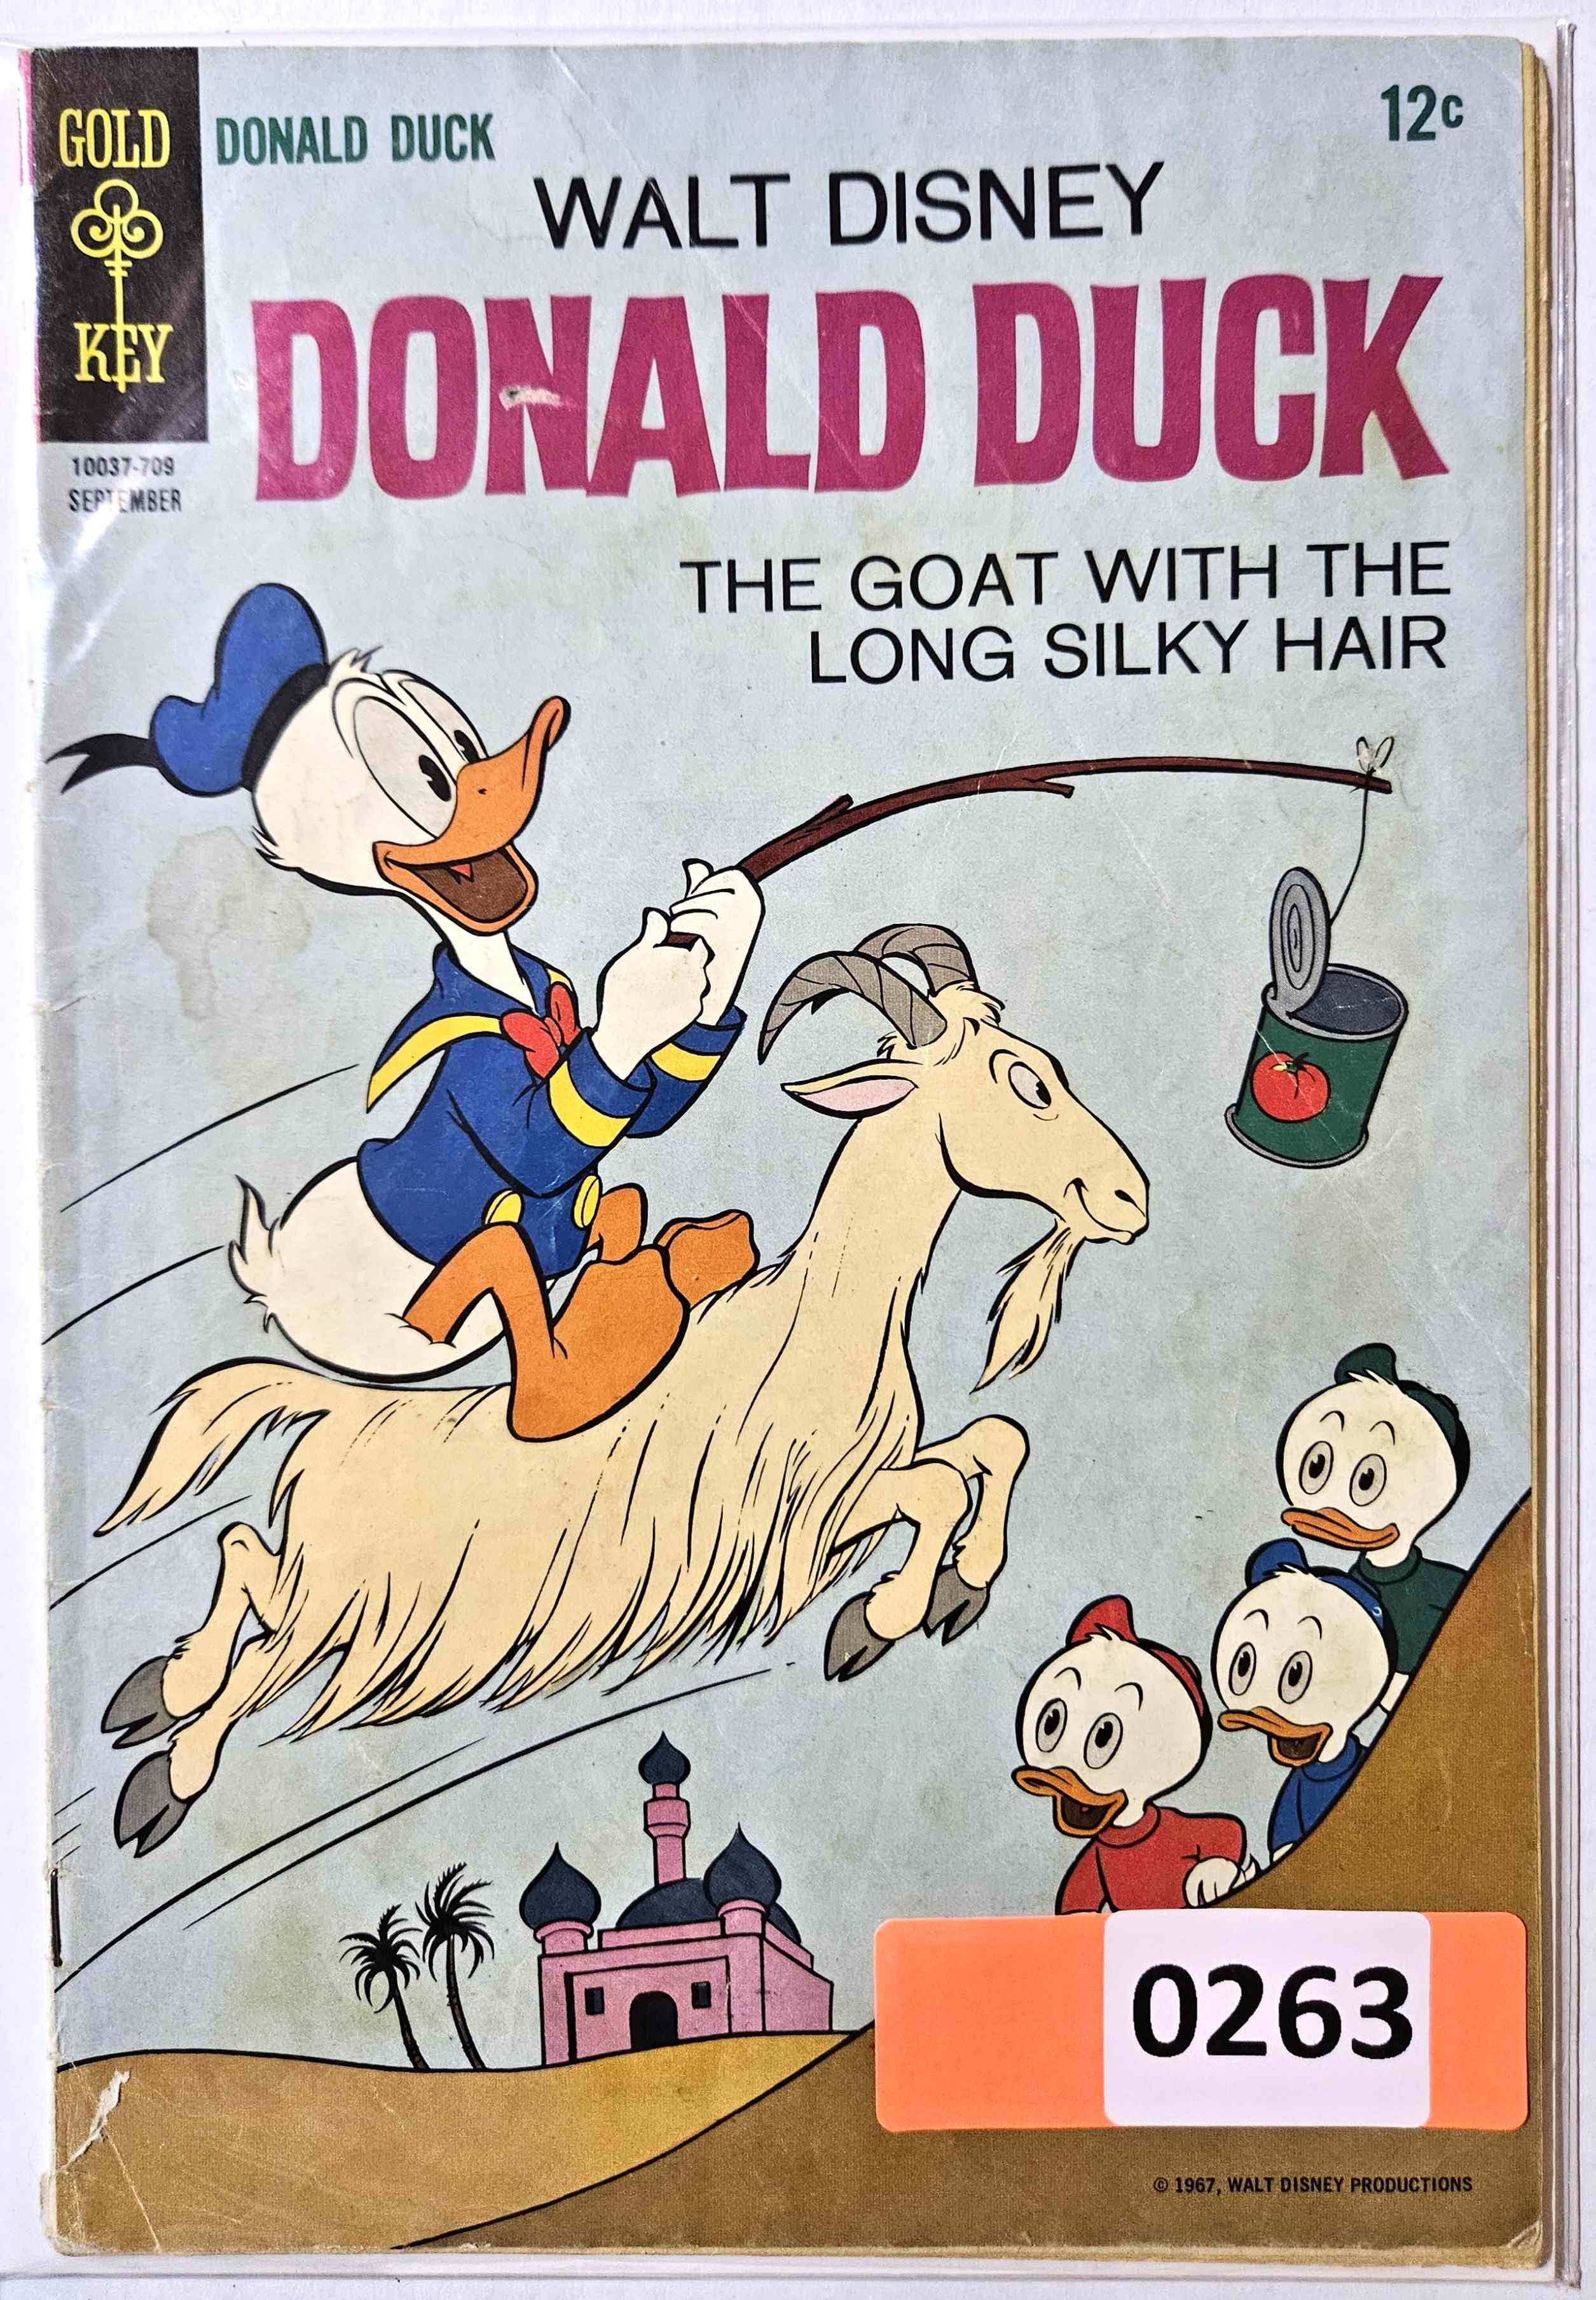 GOLD
KEY
DONALD DUCK
12c
WALT DISNEY
DONALD DUCK
10037-709
SEPTEMBER
THE GOAT WITH THE
LONG SILKY HAIR
0263
© 1967, WALT DISNEY PRODUCTIONS